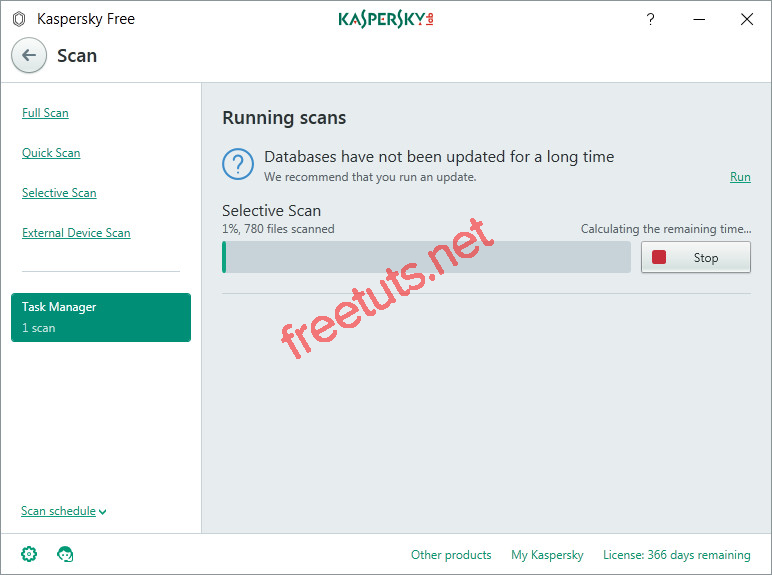 Kaspersky Free
KASPERSKY lab
?
Scan
Full Scan
Quick Scan
Selective Scan
External Device Scan
Task Manager
1 scan
Scan schedule
Running scans
?
Databases have not been updated for a long time
We recommend that you run an update.
Run
Selective Scan
1%, 780 files scanned
Calculating the remaining time...
Stop
freetuts.net
Other products
My Kaspersky
License: 366 days remaining